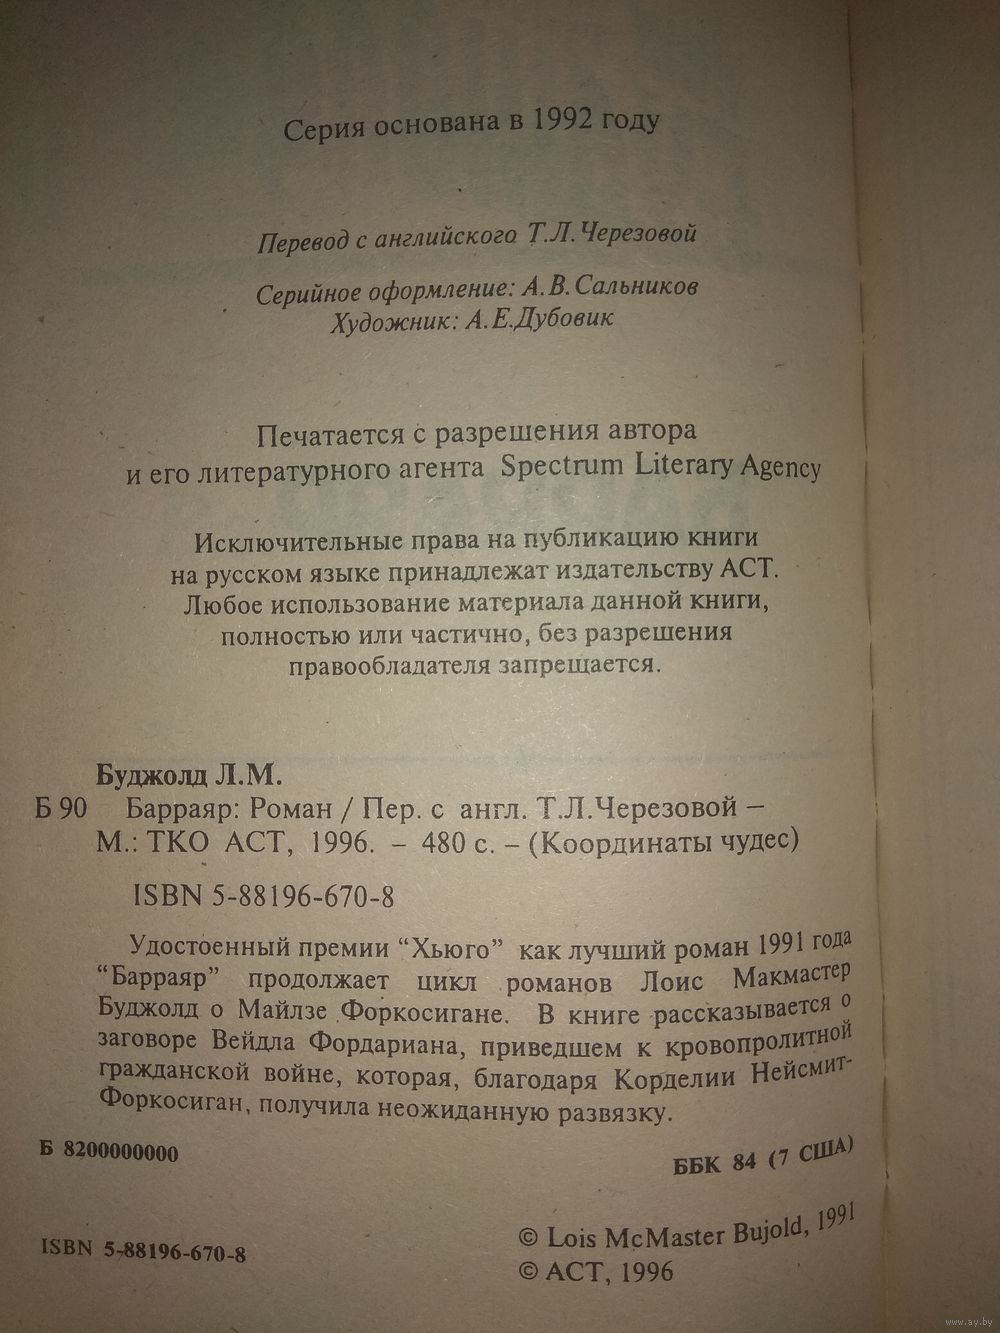 Серия основана в 1992 году
Перевод с английского Т.Л.Черезовой
Серийное оформление: А.В.Сальников
Художник: А.Е.Дубовик
Печатается с разрешения автора
и его литературного агента Spectrum Literary Agency
Исключительные права на публикацию книги
на русском языке принадлежат издательству АСТ.
Любое использование материала данной книги,
полностью или частично, без разрешения
правообладателя запрещается.
Буджолд Л.М.
Б 90 Барраяр: Роман / Пер. с англ. Т.Л.Черезовой –
М.: ТКО АСТ, 1996. – 480 с. – (Координаты чудес)
ISBN 5-88196-670-8
Удостоенный премии “Хьюго” как лучший роман 1991 года
“Барраяр” продолжает цикл романов Лоис Макмастер
Буджолд о Майлзе Форкосигане. В книге рассказывается о
заговоре Вейдла Фордариана, приведшем к кровопролитной
гражданской войне, которая, благодаря Корделии Нейсмит-
Форкосиган, получила неожиданную развязку.
Б 8200000000
ББК 84 (7 США)
ISBN 5-88196-670-8
© Lois McMaster Bujold, 1991
© АСТ, 1996
www.ay.by